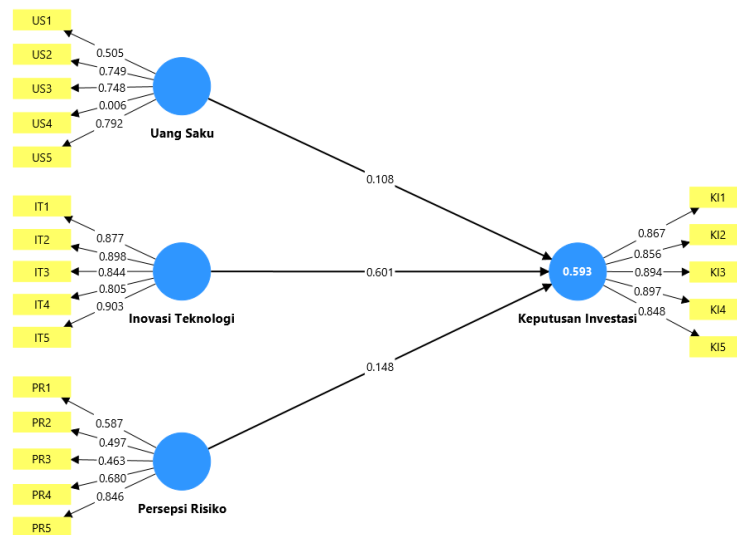 US1
US2
US3
US4
US5
0.505
0.749
0.748
0.006
0.792
Uang Saku
0.108
IT1
IT2
IT3
IT4
IT5
0.877
0.898
0.844
0.805
0.903
Inovasi Teknologi
0.601
PR1
PR2
PR3
PR4
PR5
0.587
0.497
0.463
0.680
0.846
Persepsi Risiko
0.148
0.593
Keputusan Investasi
0.867
0.856
0.894
0.897
0.848
KI1
KI2
KI3
KI4
KI5